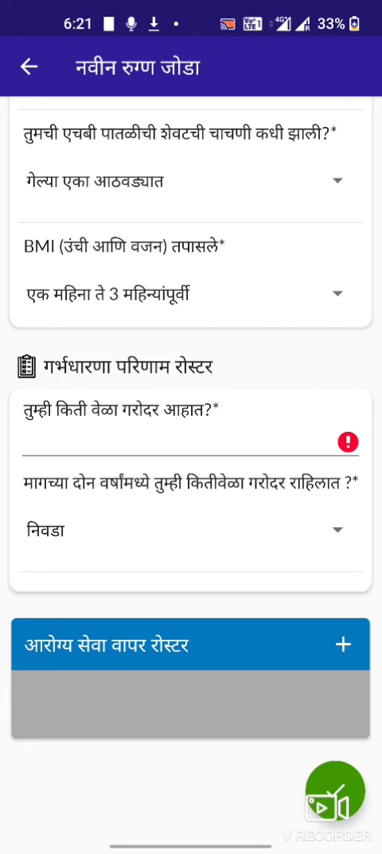 6:21
33%
नवीन रुग्ण जोडा
तुमची एचबी पातळीची शेवटची चाचणी कधी झाली?*
गेल्या एका आठवड्यात
BMI (उंची आणि वजन) तपासले*
एक महिना ते 3 महिन्यांपूर्वी
गर्भधारणा परिणाम रोस्टर
तुम्ही किती वेळा गरोदर आहात?*
मागच्या दोन वर्षांमध्ये तुम्ही कितीवेळा गरोदर राहिलात ?*
निवडा
आरोग्य सेवा वापर रोस्टर
V RECORDER